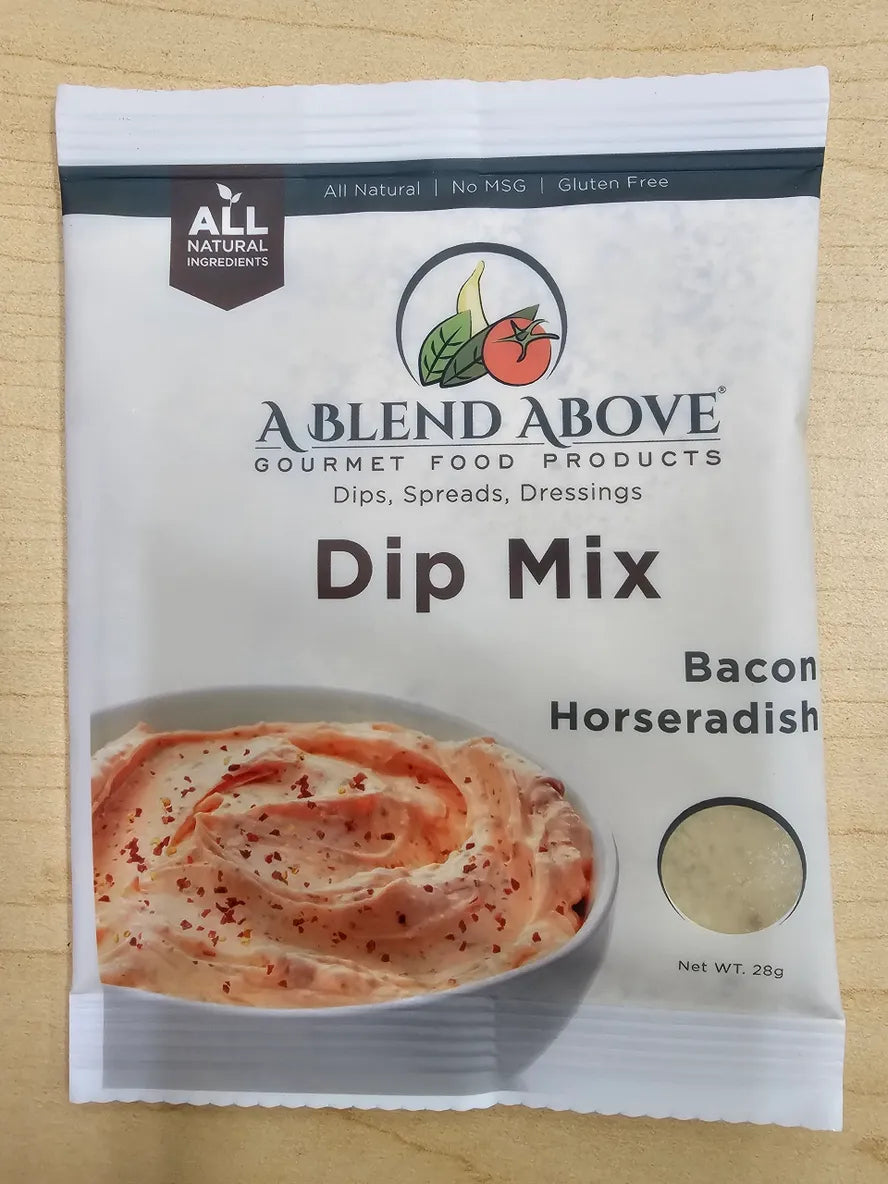 All Natural | No MSG | Gluten Free
ALL
NATURAL
INGREDIENTS
A BLEND ABOVE®
GOURMET FOOD PRODUCTS
Dips, Spreads, Dressings
Dip Mix
Bacon
Horseradish
Net WT. 28g